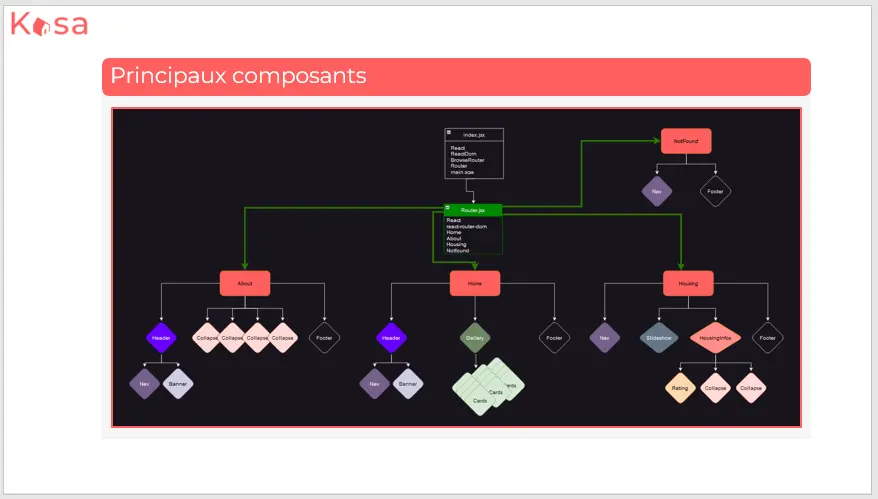 Kasa
Principaux composants
Index.jsx
React
ReactDom
BrowseRouter
Router
main.css
NotFound
Nav
Footer
Router.jsx
React
react-router-dom
Home
About
Housing
Notfound
About
Home
Housing
Header
Collapse
Collapse
Collapse
Collapse
Footer
Header
Gallery
Footer
Nav
Slideshow
HousingInfos
Footer
Nav
Banner
Nav
Banner
Cards
Cards
Cards
Rating
Collapse
Collapse